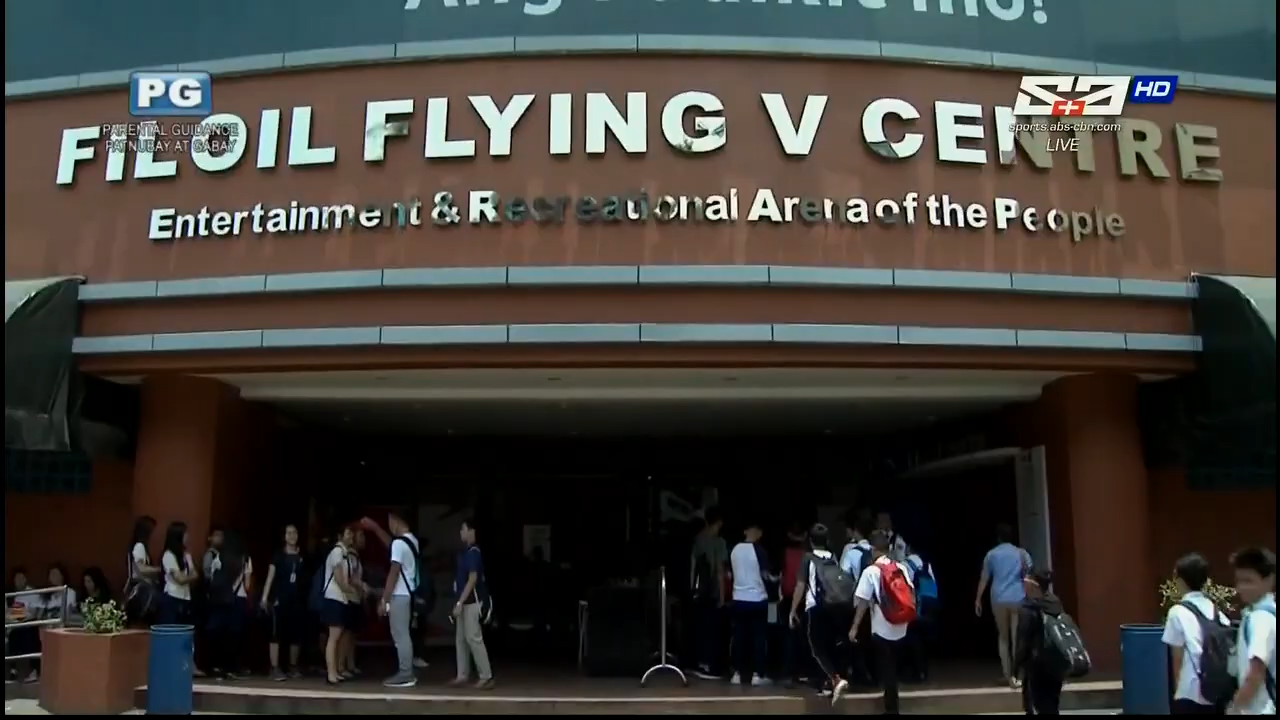 mo!
PG
PARENTAL GUIDANCE
PATNUBAY AT GABAY
S+A HD
sports.abs-cbn.com
LIVE
FILOIL FLYING V CENTRE
Entertainment & Recreational Arena of the People